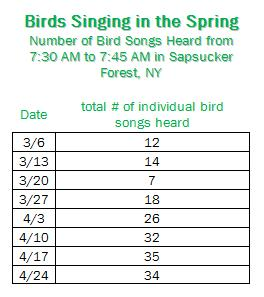 Birds Singing in the Spring
Number of Bird Songs Heard from
7:30 AM to 7:45 AM in Sapsucker
Forest, NY
Date total # of individual bird
songs heard
3/6 12
3/13 14
3/20 7
3/27 18
4/3 26
4/10 32
4/17 35
4/24 34